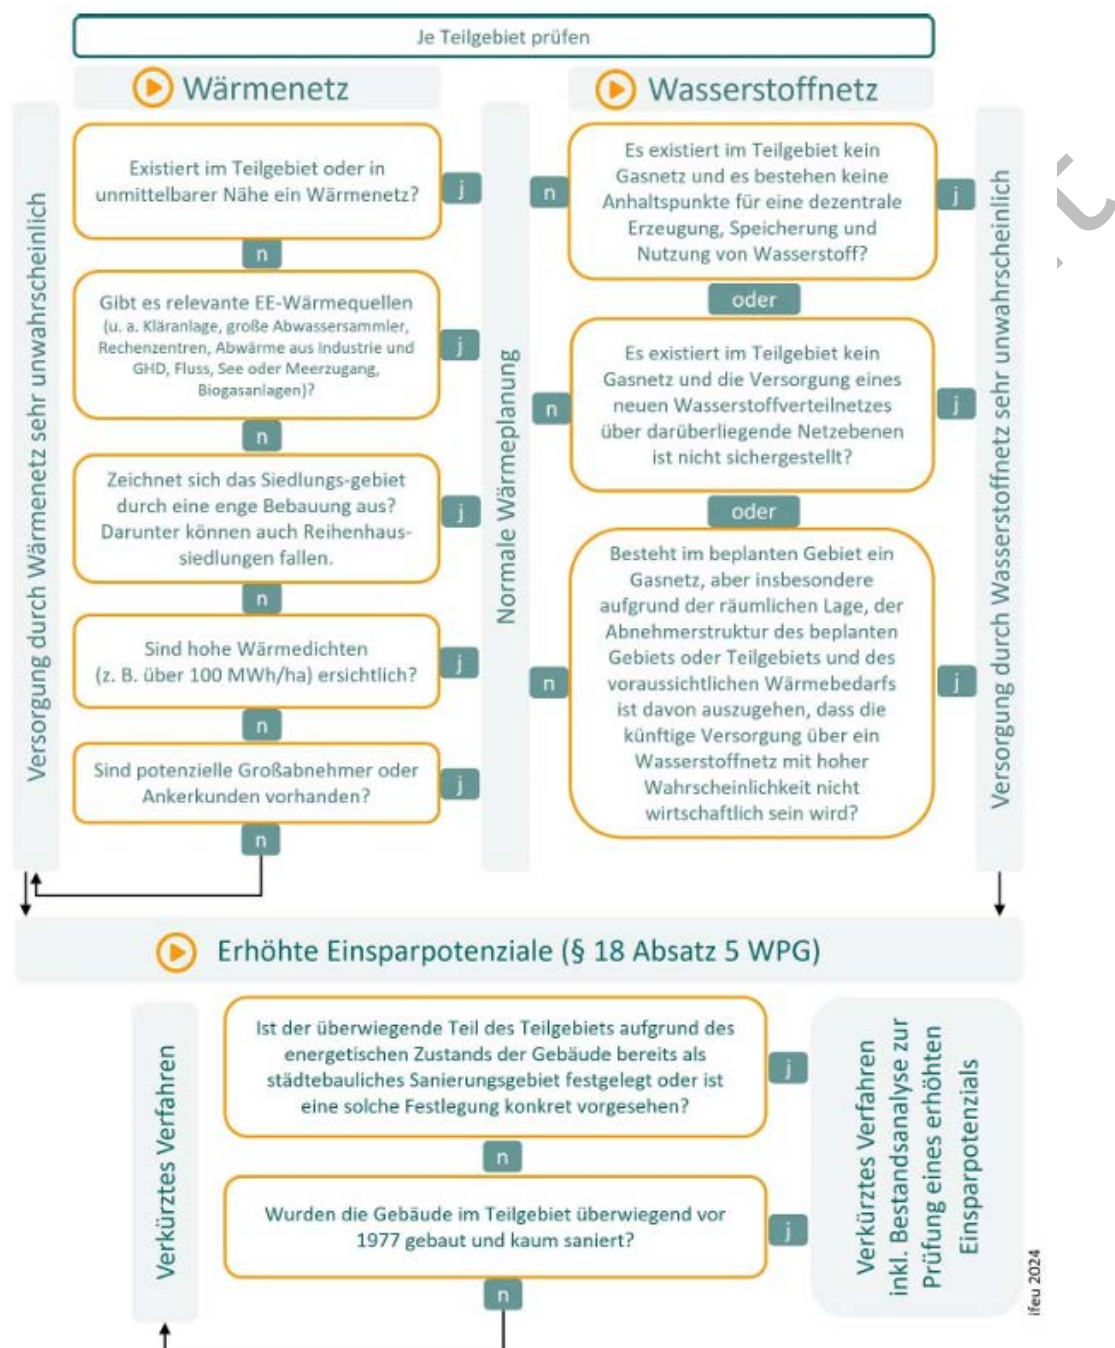 Je Teilgebiet prüfen
Wärmenetz
Versorgung durch Wärmenetz sehr unwahrscheinlich
Existiert im Teilgebiet oder in
unmittelbarer Nähe ein Wärmenetz?
j
n
Gibt es relevante EE-Wärmequellen
(u. a. Kläranlage, große Abwassersammler,
Rechenzentren, Abwärme aus Industrie und
GHD, Fluss, See oder Meerzugang,
Biogasanlagen)?
j
n
Zeichnet sich das Siedlungs-gebiet
durch eine enge Bebauung aus?
Darunter können auch Reihenhaus-
siedlungen fallen.
j
n
Sind hohe Wärmedichten
(z. B. über 100 MWh/ha) ersichtlich?
j
n
Sind potenzielle Großabnehmer oder
Ankerkunden vorhanden?
j
n
Normale Wärmeplanung
Wasserstoffnetz
n
Es existiert im Teilgebiet kein
Gasnetz und es bestehen keine
Anhaltspunkte für eine dezentrale
Erzeugung, Speicherung und
Nutzung von Wasserstoff?
j
oder
n
Es existiert im Teilgebiet kein
Gasnetz und die Versorgung eines
neuen Wasserstoffverteilnetzes
über darüberliegende Netzebenen
ist nicht sichergestellt?
j
oder
n
Besteht im beplanten Gebiet ein
Gasnetz, aber insbesondere
aufgrund der räumlichen Lage, der
Abnehmerstruktur des beplanten
Gebiets oder Teilgebiets und des
voraussichtlichen Wärmebedarfs
ist davon auszugehen, dass die
künftige Versorgung über ein
Wasserstoffnetz mit hoher
Wahrscheinlichkeit nicht
wirtschaftlich sein wird?
j
Versorgung durch Wasserstoffnetz sehr unwahrscheinlich
Erhöhte Einsparpotenziale (§ 18 Absatz 5 WPG)
Verkürztes Verfahren
Ist der überwiegende Teil des Teilgebiets aufgrund des
energetischen Zustands der Gebäude bereits als
städtebauliches Sanierungsgebiet festgelegt oder ist
eine solche Festlegung konkret vorgesehen?
j
n
Wurden die Gebäude im Teilgebiet überwiegend vor
1977 gebaut und kaum saniert?
j
n
Verkürztes Verfahren
inkl. Bestandsanalyse zur
Prüfung eines erhöhten
Einsparpotenzials
ifeu 2024